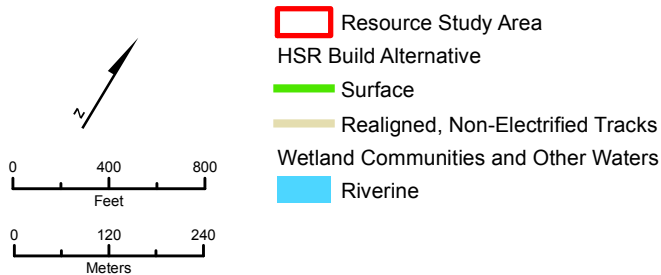 Z
0 400 800
Feet
0 120 240
Meters
Resource Study Area
HSR Build Alternative
Surface
Realigned, Non-Electrified Tracks
Wetland Communities and Other Waters
Riverine